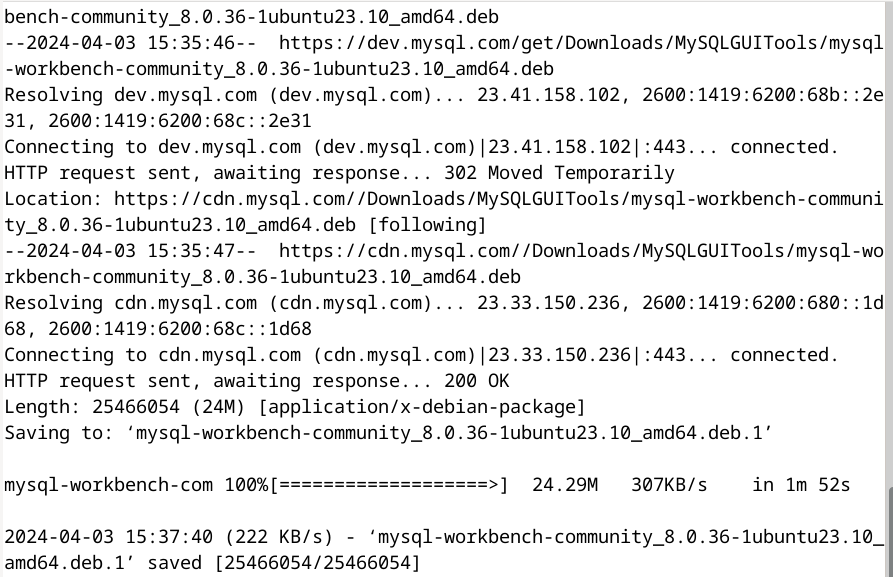 bench-community_8.0.36-1ubuntu23.10_amd64.deb
--2024-04-03 15:35:46--  https://dev.mysql.com/get/Downloads/MySQLGUITools/mysql
-workbench-community_8.0.36-1ubuntu23.10_amd64.deb
Resolving dev.mysql.com (dev.mysql.com)... 23.41.158.102, 2600:1419:6200:68b::2e
31, 2600:1419:6200:68c::2e31
Connecting to dev.mysql.com (dev.mysql.com)|23.41.158.102|:443... connected.
HTTP request sent, awaiting response... 302 Moved Temporarily
Location: https://cdn.mysql.com//Downloads/MySQLGUITools/mysql-workbench-communi
ty_8.0.36-1ubuntu23.10_amd64.deb [following]
--2024-04-03 15:35:47--  https://cdn.mysql.com//Downloads/MySQLGUITools/mysql-wo
rkbench-community_8.0.36-1ubuntu23.10_amd64.deb
Resolving cdn.mysql.com (cdn.mysql.com)... 23.33.150.236, 2600:1419:6200:680::1d
68, 2600:1419:6200:68c::1d68
Connecting to cdn.mysql.com (cdn.mysql.com)|23.33.150.236|:443... connected.
HTTP request sent, awaiting response... 200 OK
Length: 25466054 (24M) [application/x-debian-package]
Saving to: ‘mysql-workbench-community_8.0.36-1ubuntu23.10_amd64.deb.1’
mysql-workbench-com 100%[===================>]  24.29M   307KB/s    in 1m 52s
2024-04-03 15:37:40 (222 KB/s) - ‘mysql-workbench-community_8.0.36-1ubuntu23.10_
amd64.deb.1’ saved [25466054/25466054]